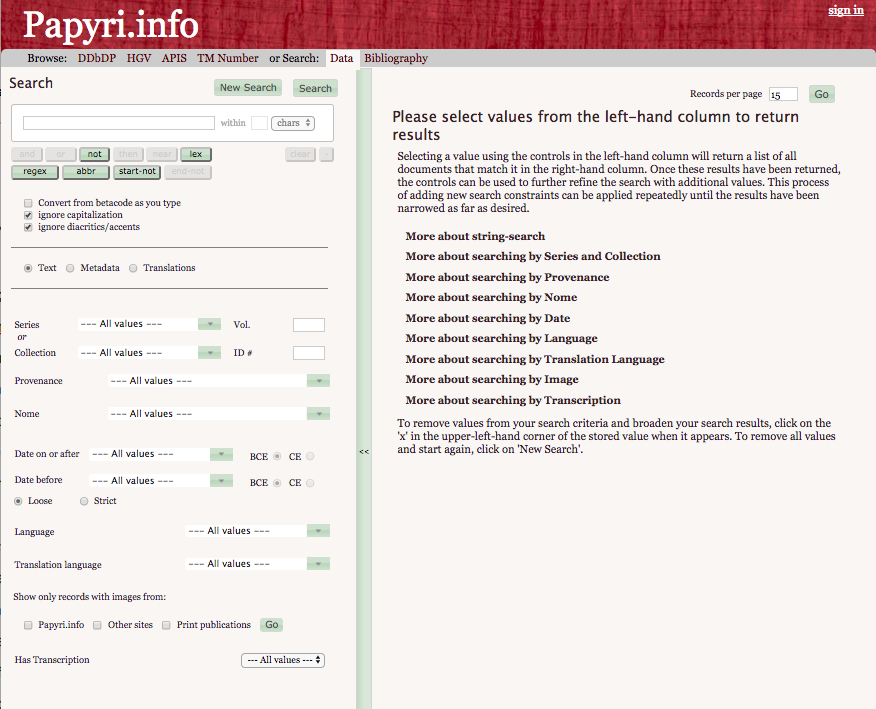 Papyri.info
sign in
Browse: DDbDP HGV APIS TM Number or Search: Data Bibliography
Search
New Search
Search
within
chars
and
or
not
then
near
lex
clear
-
regex
abbr
start-not
end-not
Convert from betacode as you type
ignore capitalization
ignore diacritics/accents
Text
Metadata
Translations
Series
--- All values ---
Vol.
or
Collection
--- All values ---
ID #
Provenance
--- All values ---
Nome
--- All values ---
Date on or after
--- All values ---
BCE
CE
Date before
--- All values ---
BCE
CE
Loose
Strict
Language
--- All values ---
Translation language
--- All values ---
Show only records with images from:
Papyri.info
Other sites
Print publications
Go
Has Transcription
--- All values ---
<<
Records per page
15
Go
Please select values from the left-hand column to return
results
Selecting a value using the controls in the left-hand column will return a list of all
documents that match it in the right-hand column. Once these results have been returned,
the controls can be used to further refine the search with additional values. This process
of adding new search constraints can be applied repeatedly until the results have been
narrowed as far as desired.
More about string-search
More about searching by Series and Collection
More about searching by Provenance
More about searching by Name
More about searching by Date
More about searching by Language
More about searching by Translation Language
More about searching by Image
More about searching by Transcription
To remove values from your search criteria and broaden your search results, click on the
'x' in the upper-left-hand corner of the stored value when it appears. To remove all values
and start again, click on 'New Search'.